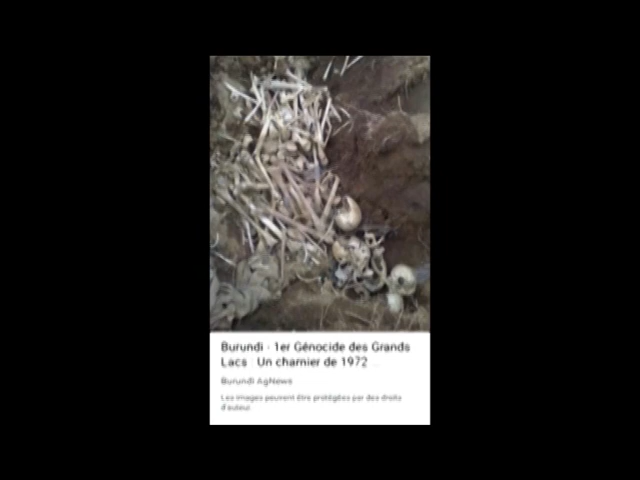 Burundi - 1er Génocide des Grands
Lacs : Un charnier de 1972 ...
Burundi AgNews
Les images peuvent être protégées par des droits
d'auteur